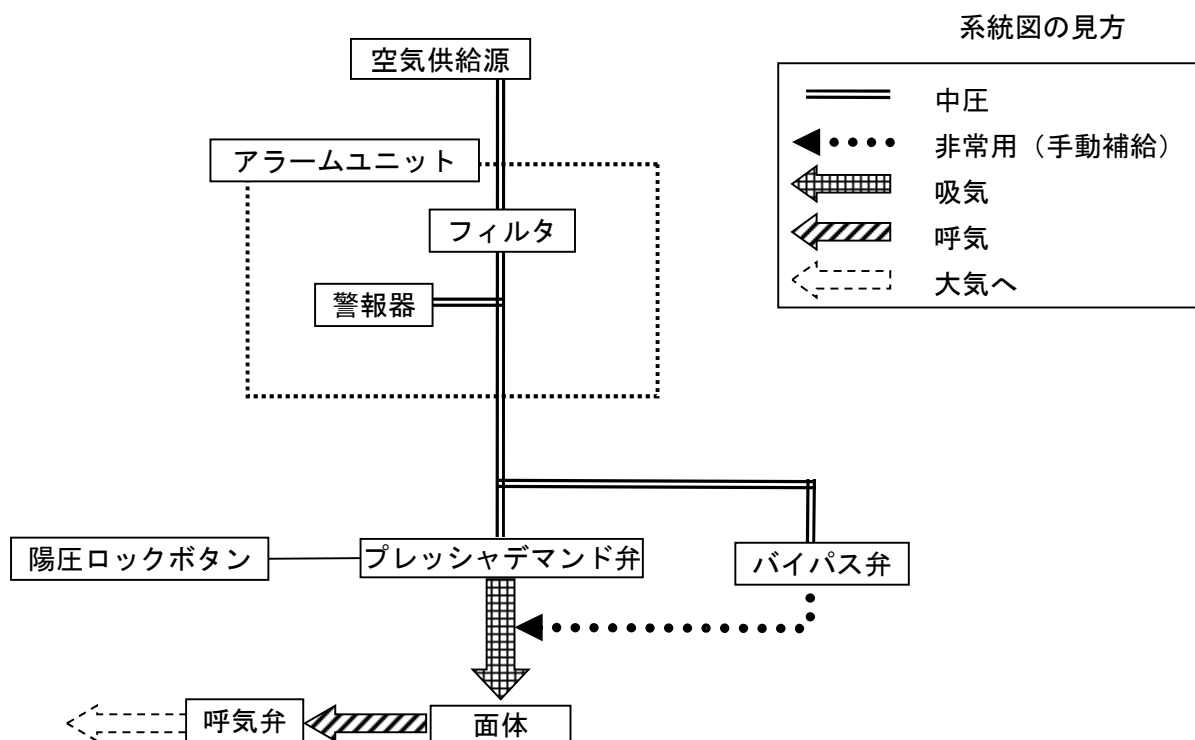 系統図の見方
空気供給源
中圧
非常用（手動補給）
アラームユニット
吸気
フィルタ
呼気
大気へ
警報器
陽圧ロックボタン
プレッシャデマンド弁
バイパス弁
呼気弁
面体